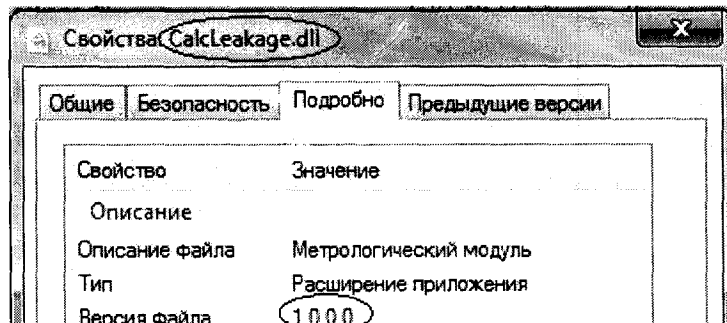 Свойства: CalcLeakage.dll
Общие Безопасность Подробно Предыдущие версии
Свойство Значение
Описание
Описание файла Метрологический модуль
Тип Расширение приложения
Версия файла 1.0.0.0